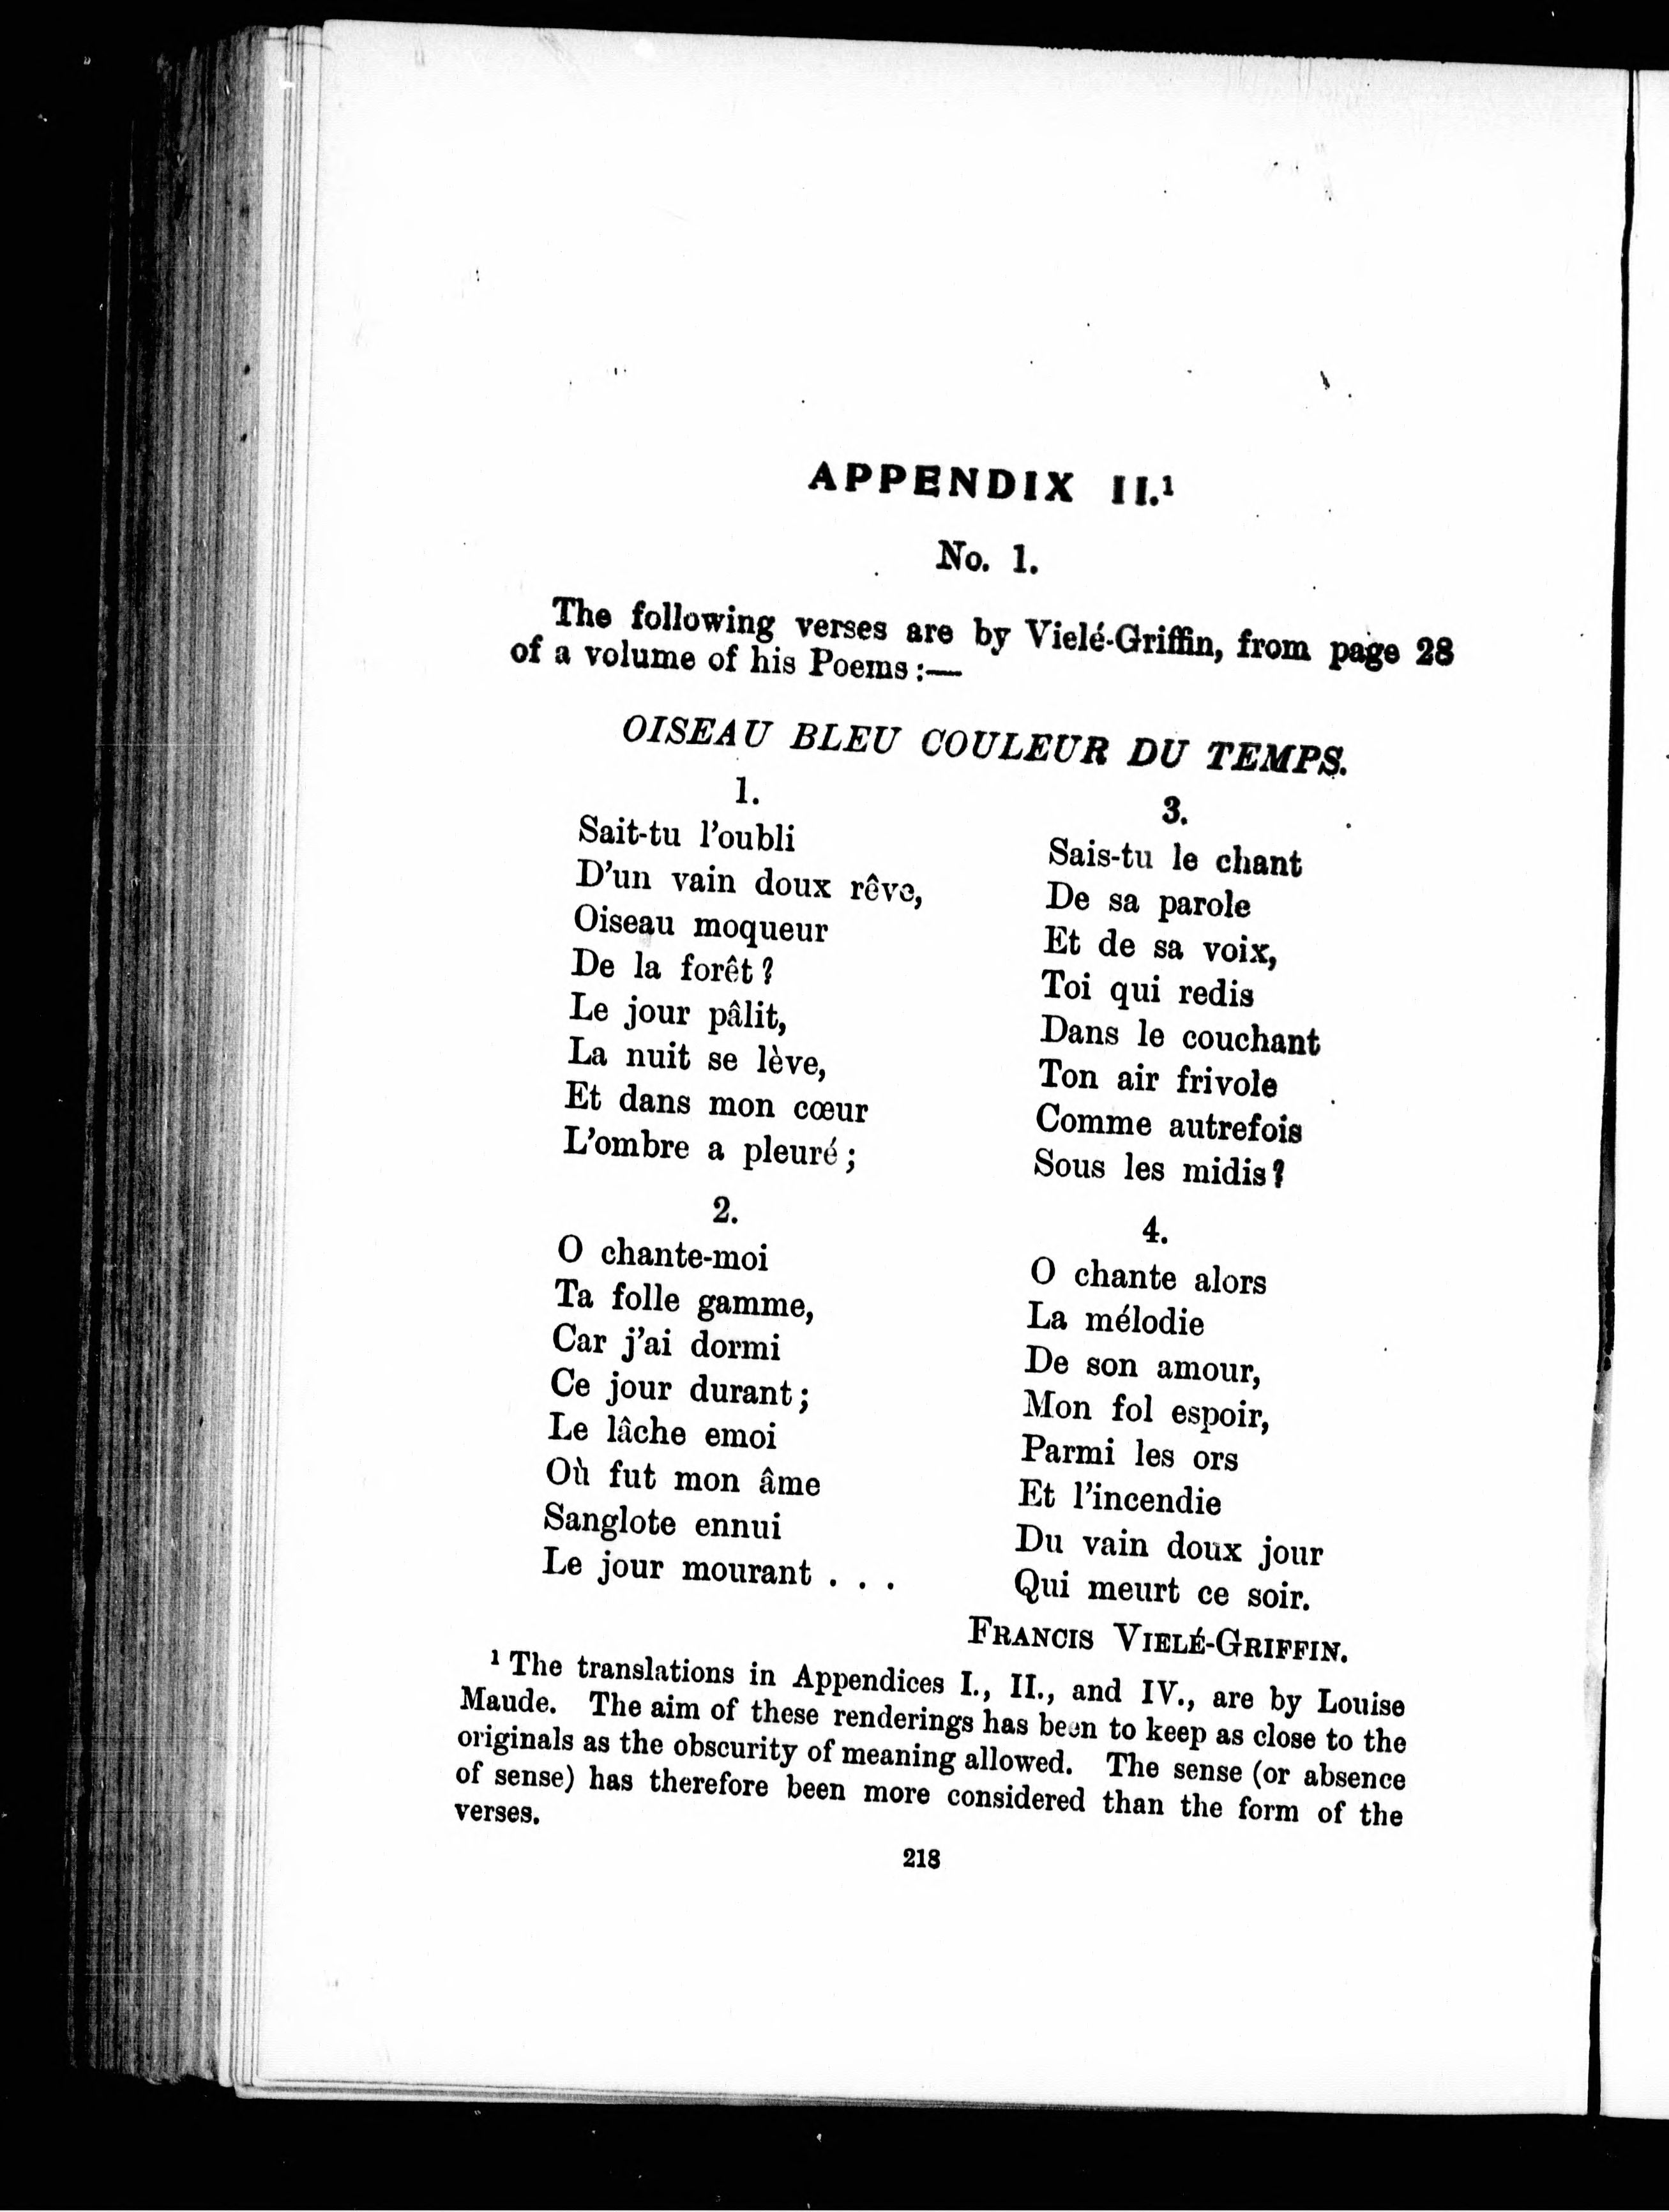 APPENDIX II.¹
No. 1.
The following verses are by Vielé-Griffin, from page 28
of a volume of his Poems:—
OISEAU BLEU COULEUR DU TEMPS.
1.
Sait-tu l'oubli
D'un vain doux rêve,
Oiseau moqueur
De la forêt?
Le jour pâlit,
La nuit se lève,
Et dans mon cœur
L'ombre a pleuré;
2.
O chante-moi
Ta folle gamme,
Car j'ai dormi
Ce jour durant;
Le lâche emoi
Où fut mon âme
Sanglote ennui
Le jour mourant . . .
3.
Sais-tu le chant
De sa parole
Et de sa voix,
Toi qui redis
Dans le couchant
Ton air frivole
Comme autrefois
Sous les midis?
4.
O chante alors
La mélodie
De son amour,
Mon fol espoir,
Parmi les ors
Et l'incendie
Du vain doux jour
Qui meurt ce soir.
FRANCIS VIELÉ-GRIFFIN.
¹ The translations in Appendices I., II., and IV., are by Louise
Maude. The aim of these renderings has been to keep as close to the
originals as the obscurity of meaning allowed. The sense (or absence
of sense) has therefore been more considered than the form of the
verses.
218